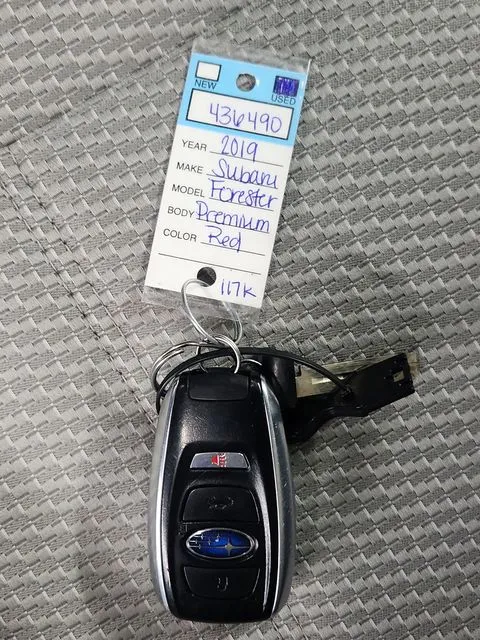 NEW
USED
436490
YEAR 2019
MAKE Subaru
MODEL Forester
BODY Premium
COLOR Red
117K